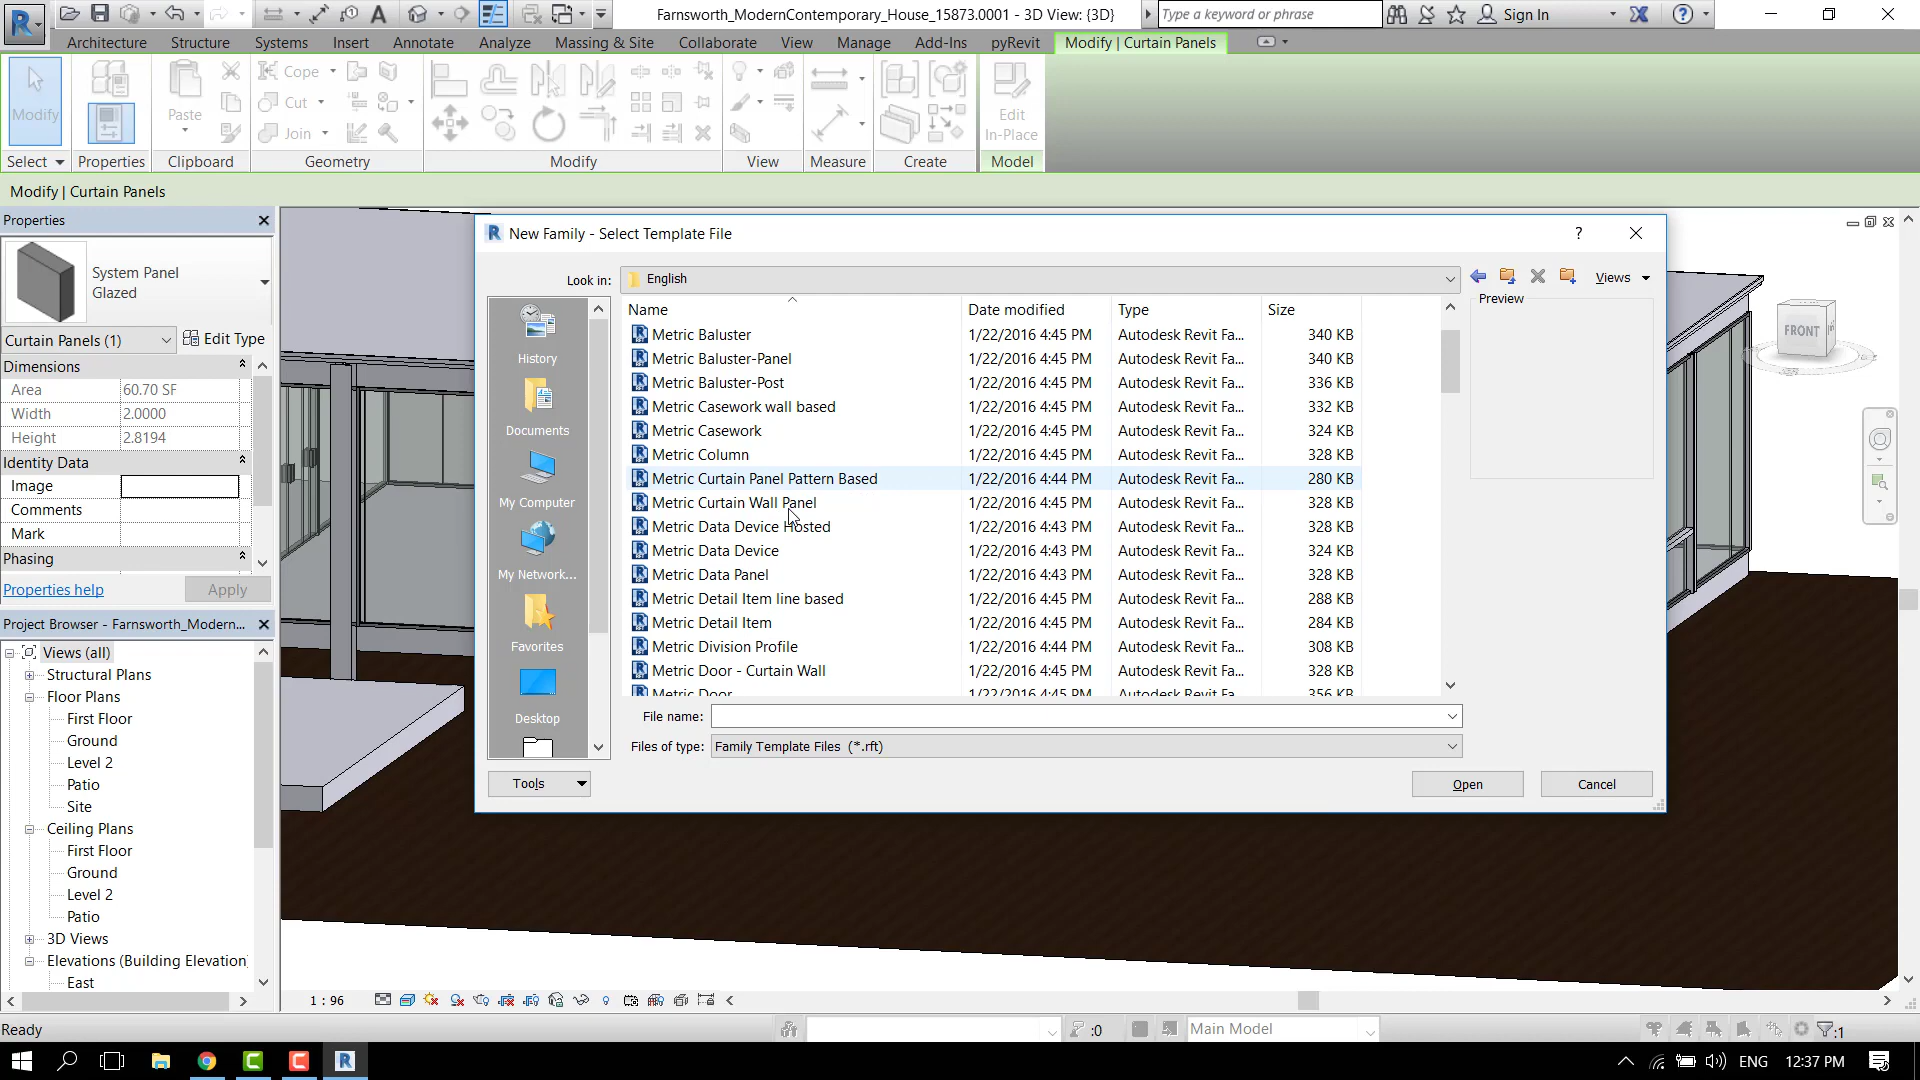 Farnsworth_ModernContemporary_House_15873.0001 - 3D View: {3D}
Type a keyword or phrase
Sign In
Architecture Structure Systems Insert Annotate Analyze Massing & Site Collaborate View Manage Add-Ins pyRevit Modify | Curtain Panels
Modify
Paste
Cope
Cut
Join
Edit
In-Place
Select Properties Clipboard Geometry Modify View Measure Create Model
Modify | Curtain Panels
Properties
System Panel
Glazed
Curtain Panels (1)
Edit Type
Dimensions
Area 60.70 SF
Width 2.0000
Height 2.8194
Identity Data
Image
Comments
Mark
Phasing
Properties help
Apply
Project Browser - Farnsworth_Modern...
Views (all)
Structural Plans
Floor Plans
First Floor
Ground
Level 2
Patio
Site
Ceiling Plans
First Floor
Ground
Level 2
Patio
3D Views
Elevations (Building Elevation)
East
New Family - Select Template File
?
Look in: English
Views
Preview
History
Documents
My Computer
My Network...
Favorites
Desktop
Name Date modified Type Size
Metric Baluster 1/22/2016 4:45 PM Autodesk Revit Fa... 340 KB
Metric Baluster-Panel 1/22/2016 4:45 PM Autodesk Revit Fa... 340 KB
Metric Baluster-Post 1/22/2016 4:45 PM Autodesk Revit Fa... 336 KB
Metric Casework wall based 1/22/2016 4:45 PM Autodesk Revit Fa... 332 KB
Metric Casework 1/22/2016 4:45 PM Autodesk Revit Fa... 324 KB
Metric Column 1/22/2016 4:45 PM Autodesk Revit Fa... 328 KB
Metric Curtain Panel Pattern Based 1/22/2016 4:44 PM Autodesk Revit Fa... 280 KB
Metric Curtain Wall Panel 1/22/2016 4:45 PM Autodesk Revit Fa... 328 KB
Metric Data Device Hosted 1/22/2016 4:43 PM Autodesk Revit Fa... 328 KB
Metric Data Device 1/22/2016 4:43 PM Autodesk Revit Fa... 324 KB
Metric Data Panel 1/22/2016 4:43 PM Autodesk Revit Fa... 328 KB
Metric Detail Item line based 1/22/2016 4:45 PM Autodesk Revit Fa... 288 KB
Metric Detail Item 1/22/2016 4:45 PM Autodesk Revit Fa... 284 KB
Metric Division Profile 1/22/2016 4:44 PM Autodesk Revit Fa... 308 KB
Metric Door - Curtain Wall 1/22/2016 4:45 PM Autodesk Revit Fa... 328 KB
Metric Door 1/22/2016 4:45 PM Autodesk Revit Fa... 356 KB
File name:
Files of type: Family Template Files (*.rft)
Tools
Open
Cancel
FRONT
1 : 96
Ready
:0
Main Model
:1
ENG
12:37 PM